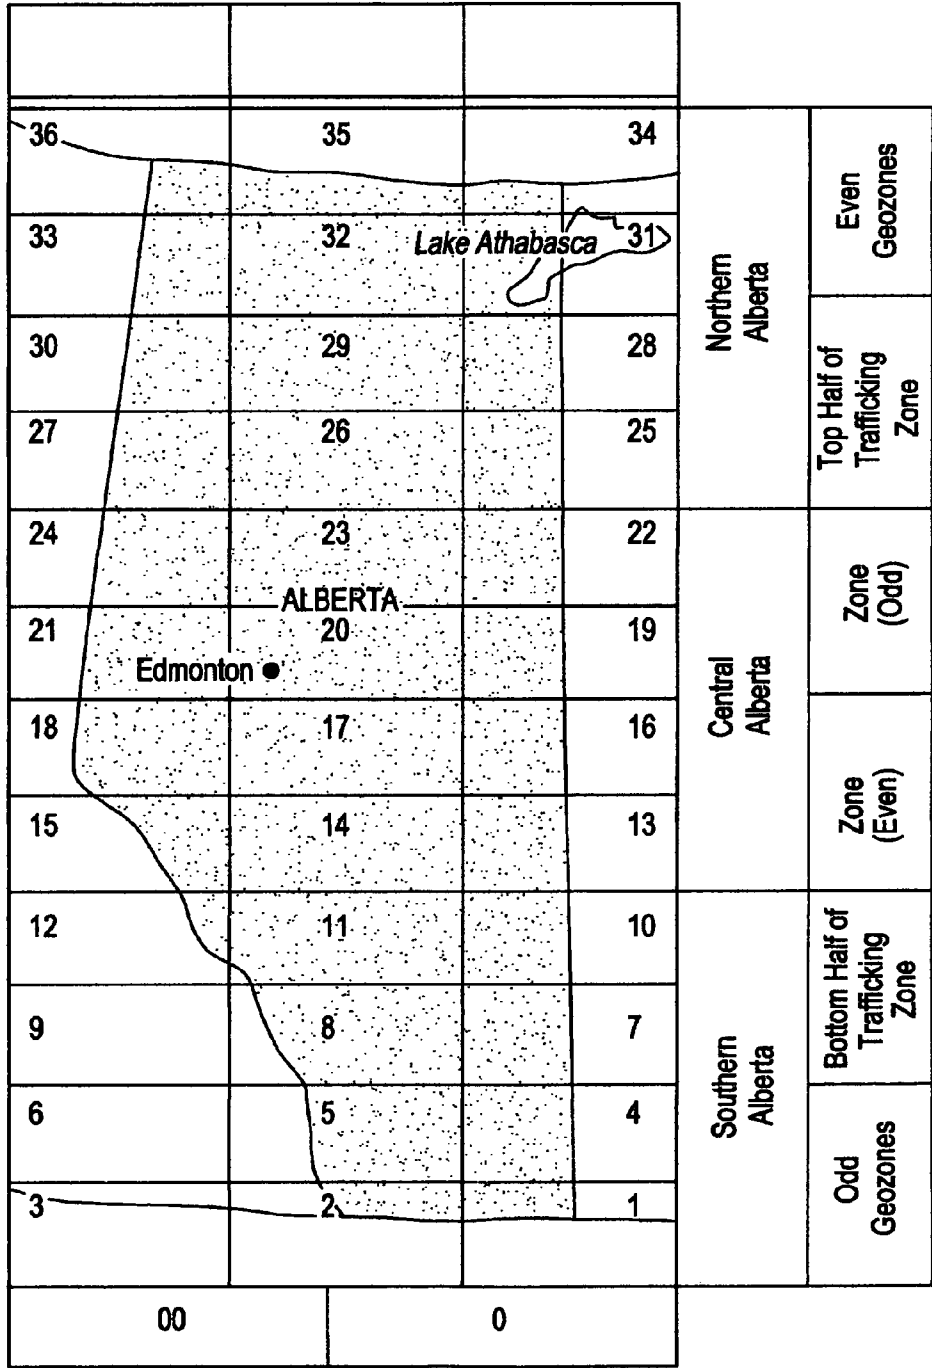 36
35
34
33
32
Lake Athabasca
31
30
29
28
27
26
25
24
23
22
ALBERTA
21
20
19
Edmonton
18
17
16
15
14
13
12
11
10
9
8
7
6
5
4
3
2
1
00
0
Northern
Alberta
Central
Alberta
Southern
Alberta
Even
Geozones
Top Half of
Trafficking
Zone
Zone
(Odd)
Zone
(Even)
Bottom Half of
Trafficking
Zone
Odd
Geozones